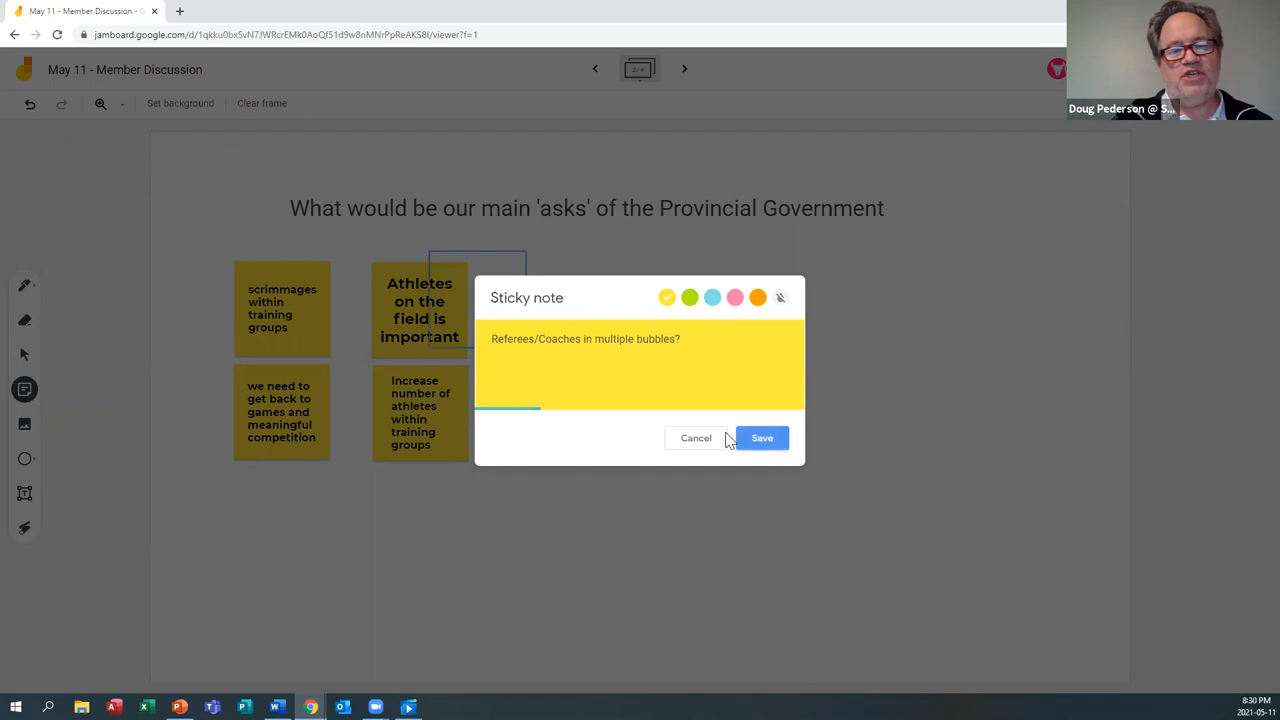 May 11 - Member Discussion - G
jamboard.google.com/d/1qkku0bxSvN7JWRcrEMk0AoQf51d9w8nMNrPpReAKS8I/viewer?f=1
May 11 - Member Discussion
2 / 4
Set background
Clear frame
Doug Pederson @ S...
What would be our main 'asks' of the Provincial Government
scrimmages
within
training
groups
Athletes
on the
field is
important
we need to
get back to
games and
meaningful
competition
Increase
number of
athletes
within
training
groups
Sticky note
Referees/Coaches in multiple bubbles?
Cancel
Save
8:30 PM
2021-05-11